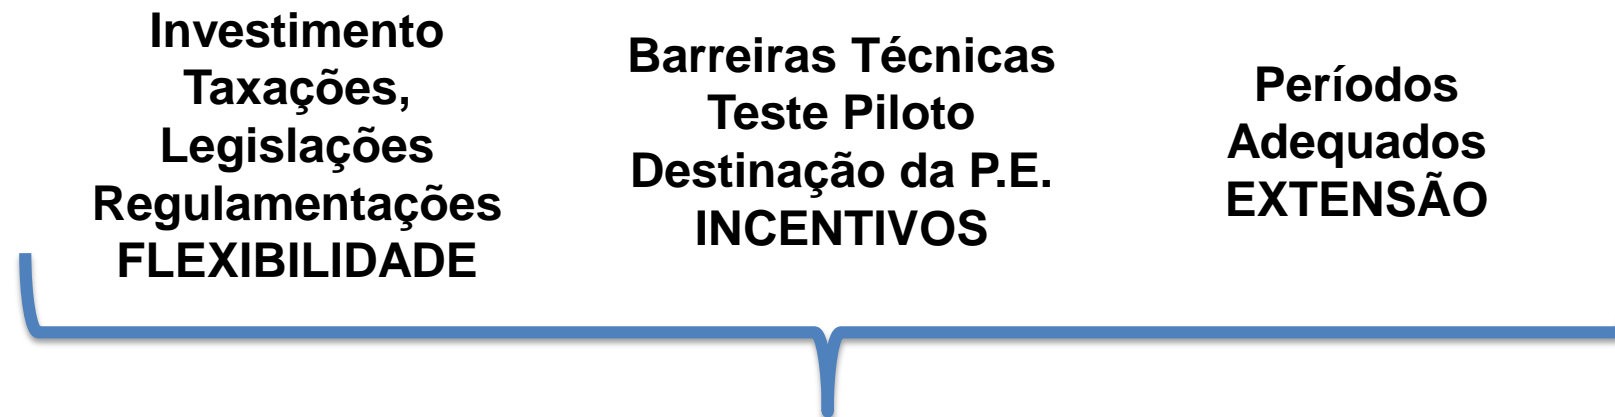 Investimento
Taxações,
Legislações
Regulamentações
FLEXIBILIDADE
Barreiras Técnicas
Teste Piloto
Destinação da P.E.
INCENTIVOS
Períodos
Adequados
EXTENSÃO